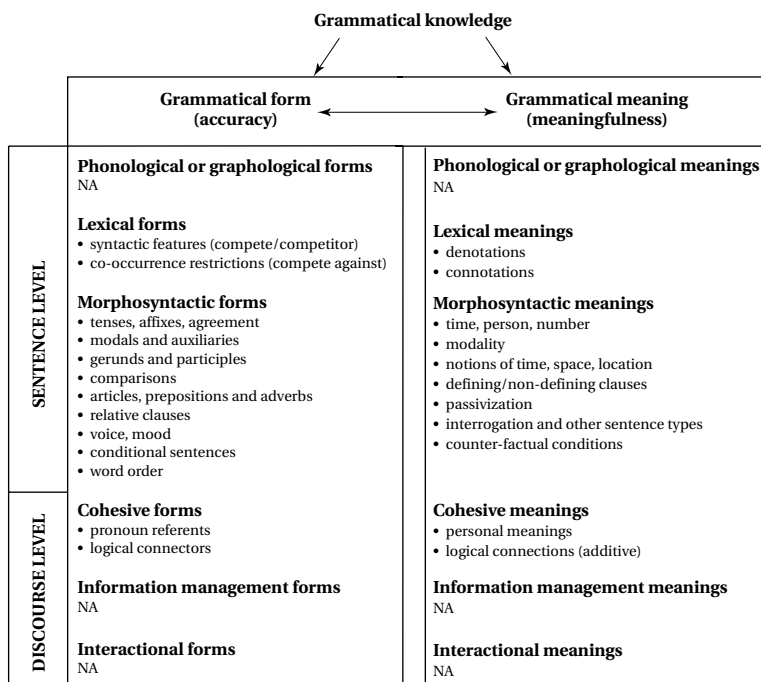 Grammatical knowledge
Grammatical form
(accuracy)
Grammatical meaning
(meaningfulness)
SENTENCE LEVEL
Phonological or graphological forms
NA
Lexical forms
• syntactic features (compete/competitor)
• co-occurrence restrictions (compete against)
Morphosyntactic forms
• tenses, affixes, agreement
• modals and auxiliaries
• gerunds and participles
• comparisons
• articles, prepositions and adverbs
• relative clauses
• voice, mood
• conditional sentences
• word order
Phonological or graphological meanings
NA
Lexical meanings
• denotations
• connotations
Morphosyntactic meanings
• time, person, number
• modality
• notions of time, space, location
• defining/non-defining clauses
• passivization
• interrogation and other sentence types
• counter-factual conditions
DISCOURSE LEVEL
Cohesive forms
• pronoun referents
• logical connectors
Information management forms
NA
Interactional forms
NA
Cohesive meanings
• personal meanings
• logical connections (additive)
Information management meanings
NA
Interactional meanings
NA